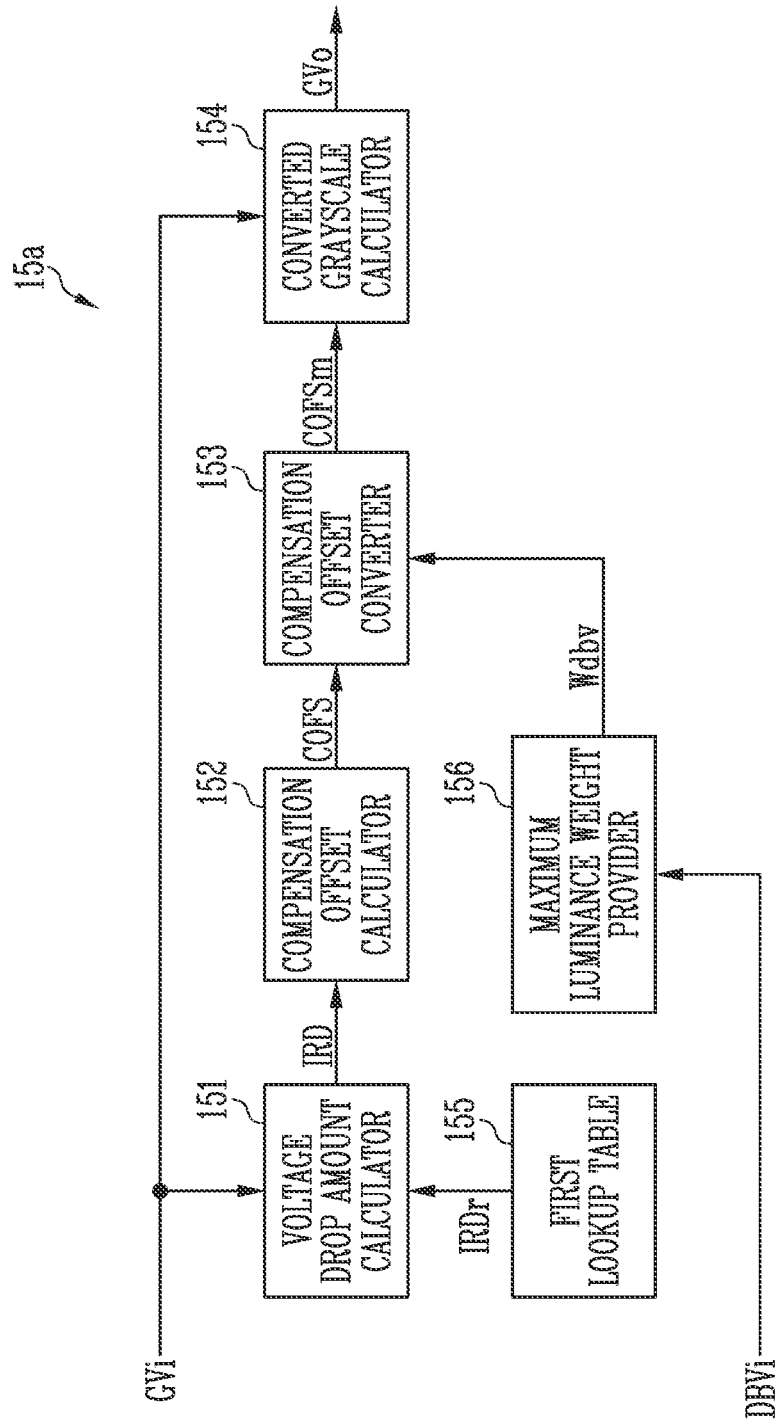 15a
GVi
151
VOLTAGE
DROP AMOUNT
CALCULATOR
IRD
152
COMPENSATION
OFFSET
CALCULATOR
COFS
153
COMPENSATION
OFFSET
CONVERTER
COFSm
154
CONVERTED
GRAYSCALE
CALCULATOR
GVo
IRDr
155
FIRST
LOOKUP TABLE
156
MAXIMUM
LUMINANCE WEIGHT
PROVIDER
Wdbv
DBVi